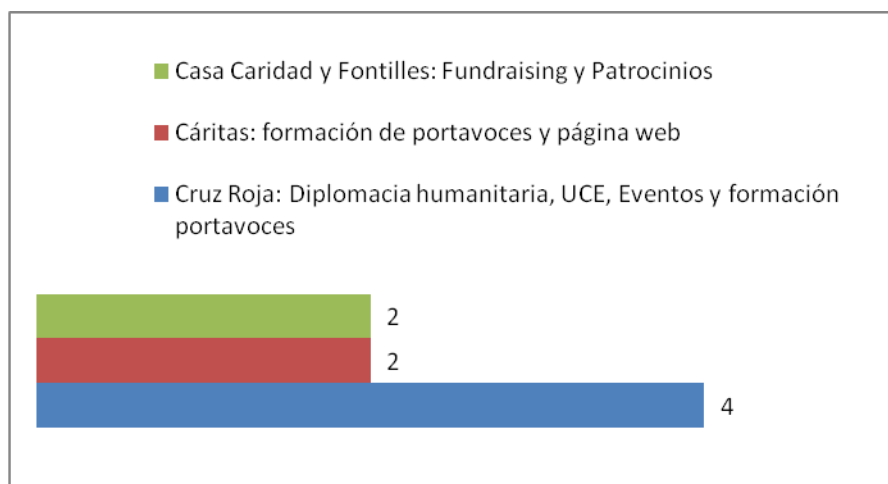 Casa Caridad y Fontilles: Fundraising y Patrocinios
Cáritas: formación de portavoces y página web
Cruz Roja: Diplomacia humanitaria, UCE, Eventos y formación
portavoces
2
2
4